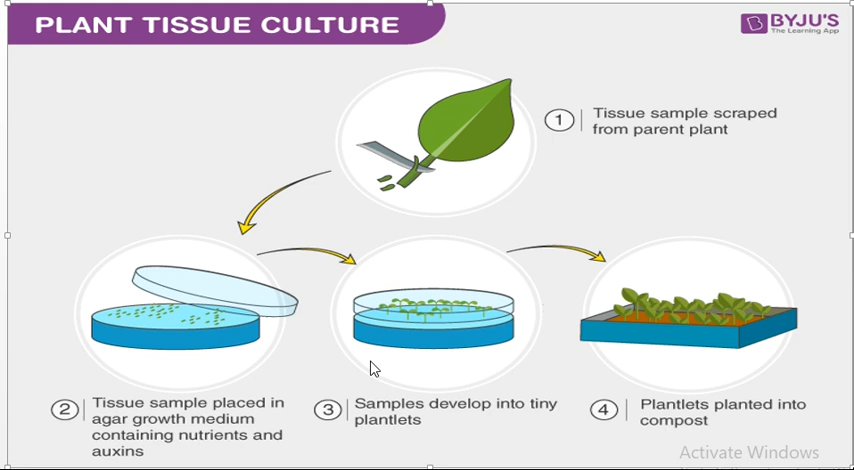 PLANT TISSUE CULTURE
BYJU'S
The Learning App
1
Tissue sample scraped
from parent plant
2
Tissue sample placed in
agar growth medium
containing nutrients and
auxins
3
Samples develop into tiny
plantlets
4
Plantlets planted into
compost
Activate Windows